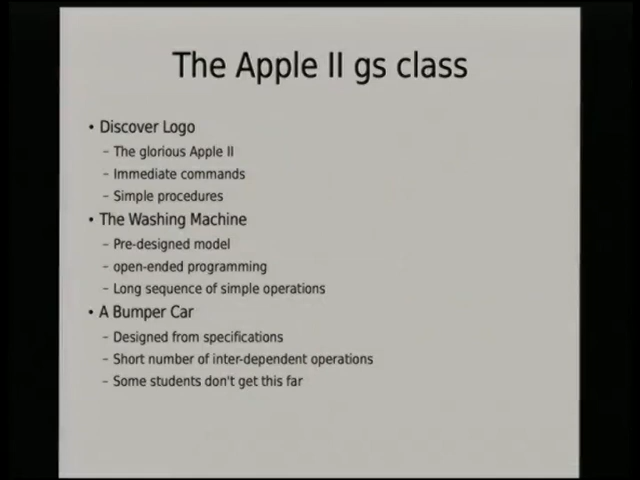 The Apple II gs class
• Discover Logo
– The glorious Apple II
– Immediate commands
– Simple procedures
• The Washing Machine
– Pre-designed model
– open-ended programming
– Long sequence of simple operations
• A Bumper Car
– Designed from specifications
– Short number of inter-dependent operations
– Some students don't get this far